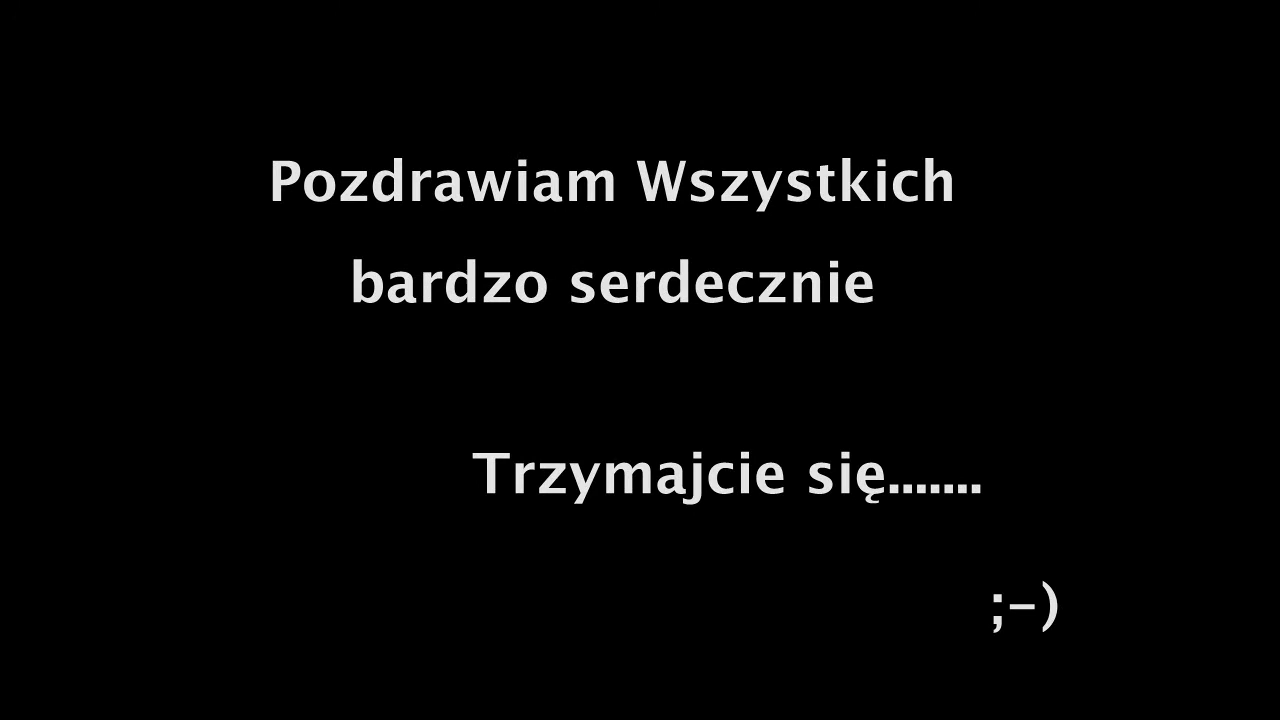 Pozdrawiam Wszystkich
bardzo serdecznie
Trzymajcie się.......
;-)